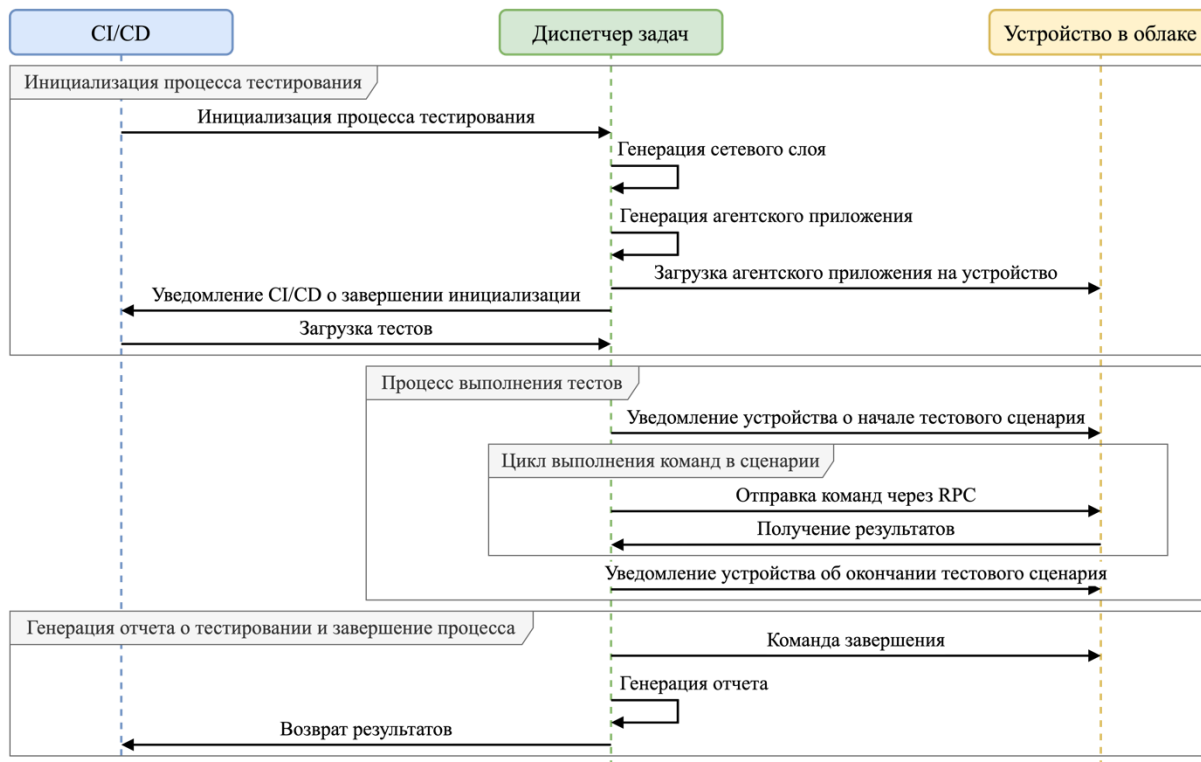 CI/CD
Диспетчер задач
Устройство в облаке
Инициализация процесса тестирования
Инициализация процесса тестирования
Генерация сетевого слоя
Генерация агентского приложения
Загрузка агентского приложения на устройство
Уведомление CI/CD о завершении инициализации
Загрузка тестов
Процесс выполнения тестов
Уведомление устройства о начале тестового сценария
Цикл выполнения команд в сценарии
Отправка команд через RPC
Получение результатов
Уведомление устройства об окончании тестового сценария
Генерация отчета о тестировании и завершение процесса
Команда завершения
Генерация отчета
Возврат результатов